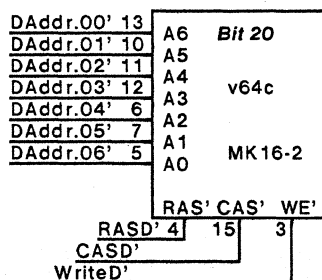 DAddr.00' 13 A6 Bit 20
DAddr.01' 10 A5
DAddr.02' 11 A4 v64c
DAddr.03' 12 A3
DAddr.04' 6 A2
DAddr.05' 7 A1 MK16-2
DAddr.06' 5 A0
RAS' CAS' WE'
RASD' 4 15 3
CASD'
WriteD'